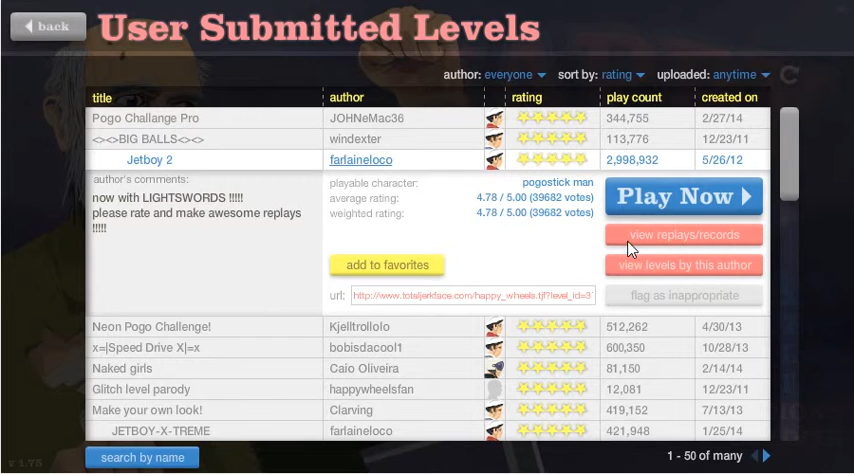 back
User Submitted Levels
author: everyone sort by: rating uploaded: anytime
title author rating play count created on
Pogo Challange Pro JOHNeMac36 344,755 2/27/14
<><>BIG BALLS<><> windexter 113,776 12/23/11
Jetboy 2 farlaineloco 2,998,932 5/26/12
author's comments:
now with LIGHTSWORDS !!!!!
please rate and make awesome replays
!!!!!
playable character: pogostick man
average rating: 4.78 / 5.00 (39682 votes)
weighted rating: 4.78 / 5.00 (39682 votes)
add to favorites
url: http://www.totaljerkface.com/happy_wheels.tjf?level_id=3
Play Now
view replays/records
view levels by this author
flag as inappropriate
Neon Pogo Challenge! Kjelltrollolo 512,262 4/30/13
x=|Speed Drive X|=x bobisdacool1 600,350 10/28/13
Naked girls Caio Oliveira 81,150 2/14/14
Glitch level parody happywheelsfan 12,081 12/23/11
Make your own look! Clarving 419,152 7/13/13
JETBOY-X-TREME farlaineloco 421,948 1/25/14
search by name
1 - 50 of many
v 1.75